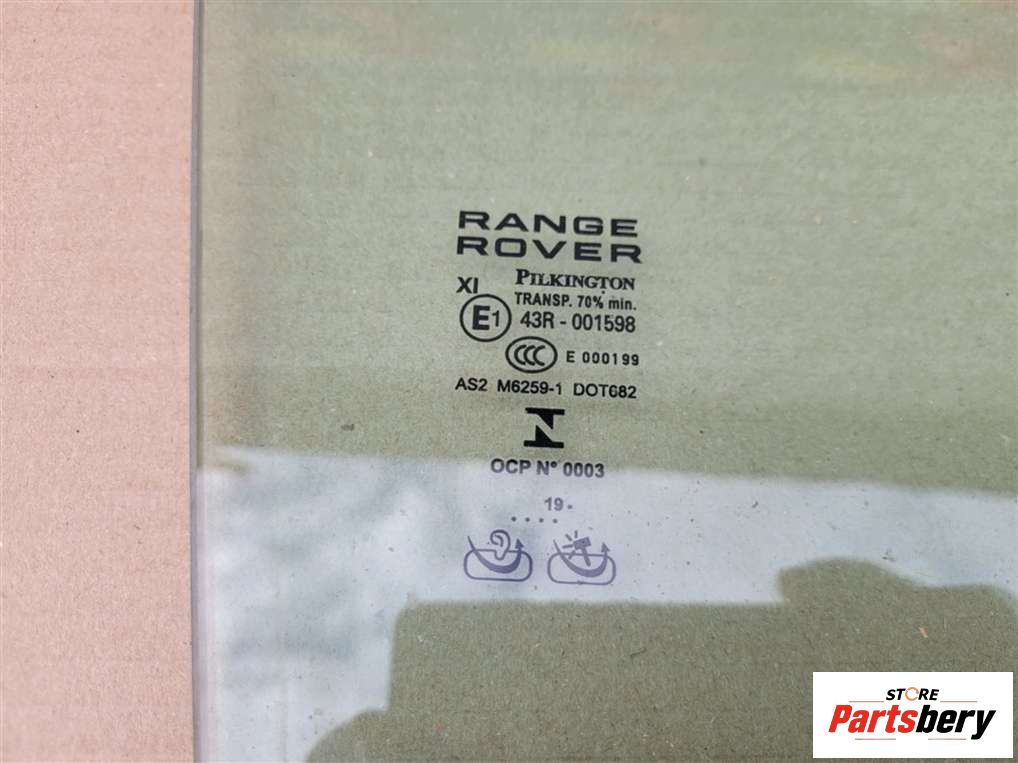 RANGE
ROVER
PILKINGTON
XI
TRANSP. 70% min.
E1 43R - 001598
CCC E 000199
AS2 M6259-1 DOT682
N
OCP N° 0003
19 .
. . . .
STORE
Partsbery